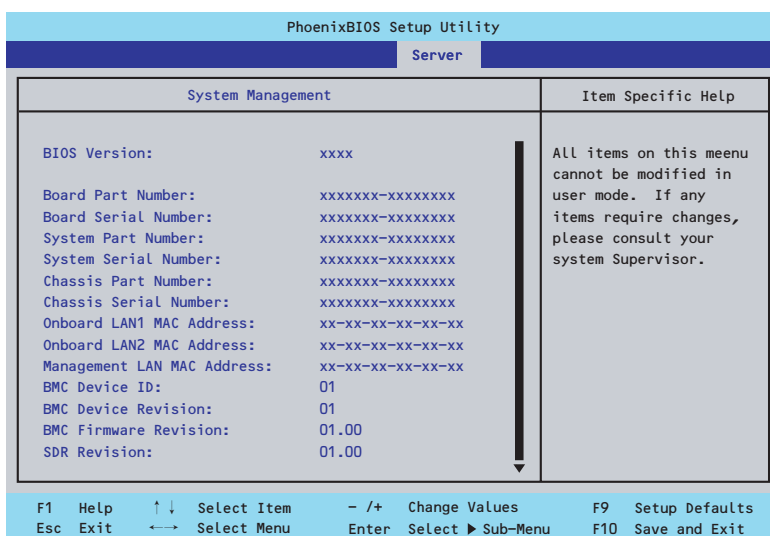 PhoenixBIOS Setup Utility
Server
System Management
Item Specific Help
BIOS Version: xxxx
Board Part Number: xxxxxxx-xxxxxxxx
Board Serial Number: xxxxxxx-xxxxxxxx
System Part Number: xxxxxxx-xxxxxxxx
System Serial Number: xxxxxxx-xxxxxxxx
Chassis Part Number: xxxxxxx-xxxxxxxx
Chassis Serial Number: xxxxxxx-xxxxxxxx
Onboard LAN1 MAC Address: xx-xx-xx-xx-xx-xx
Onboard LAN2 MAC Address: xx-xx-xx-xx-xx-xx
Management LAN MAC Address: xx-xx-xx-xx-xx-xx
BMC Device ID: 01
BMC Device Revision: 01
BMC Firmware Revision: 01.00
SDR Revision: 01.00
All items on this meenu
cannot be modified in
user mode. If any
items require changes,
please consult your
system Supervisor.
F1 Help ↑↓ Select Item - /+ Change Values F9 Setup Defaults
Esc Exit ←→ Select Menu Enter Select ▶ Sub-Menu F10 Save and Exit